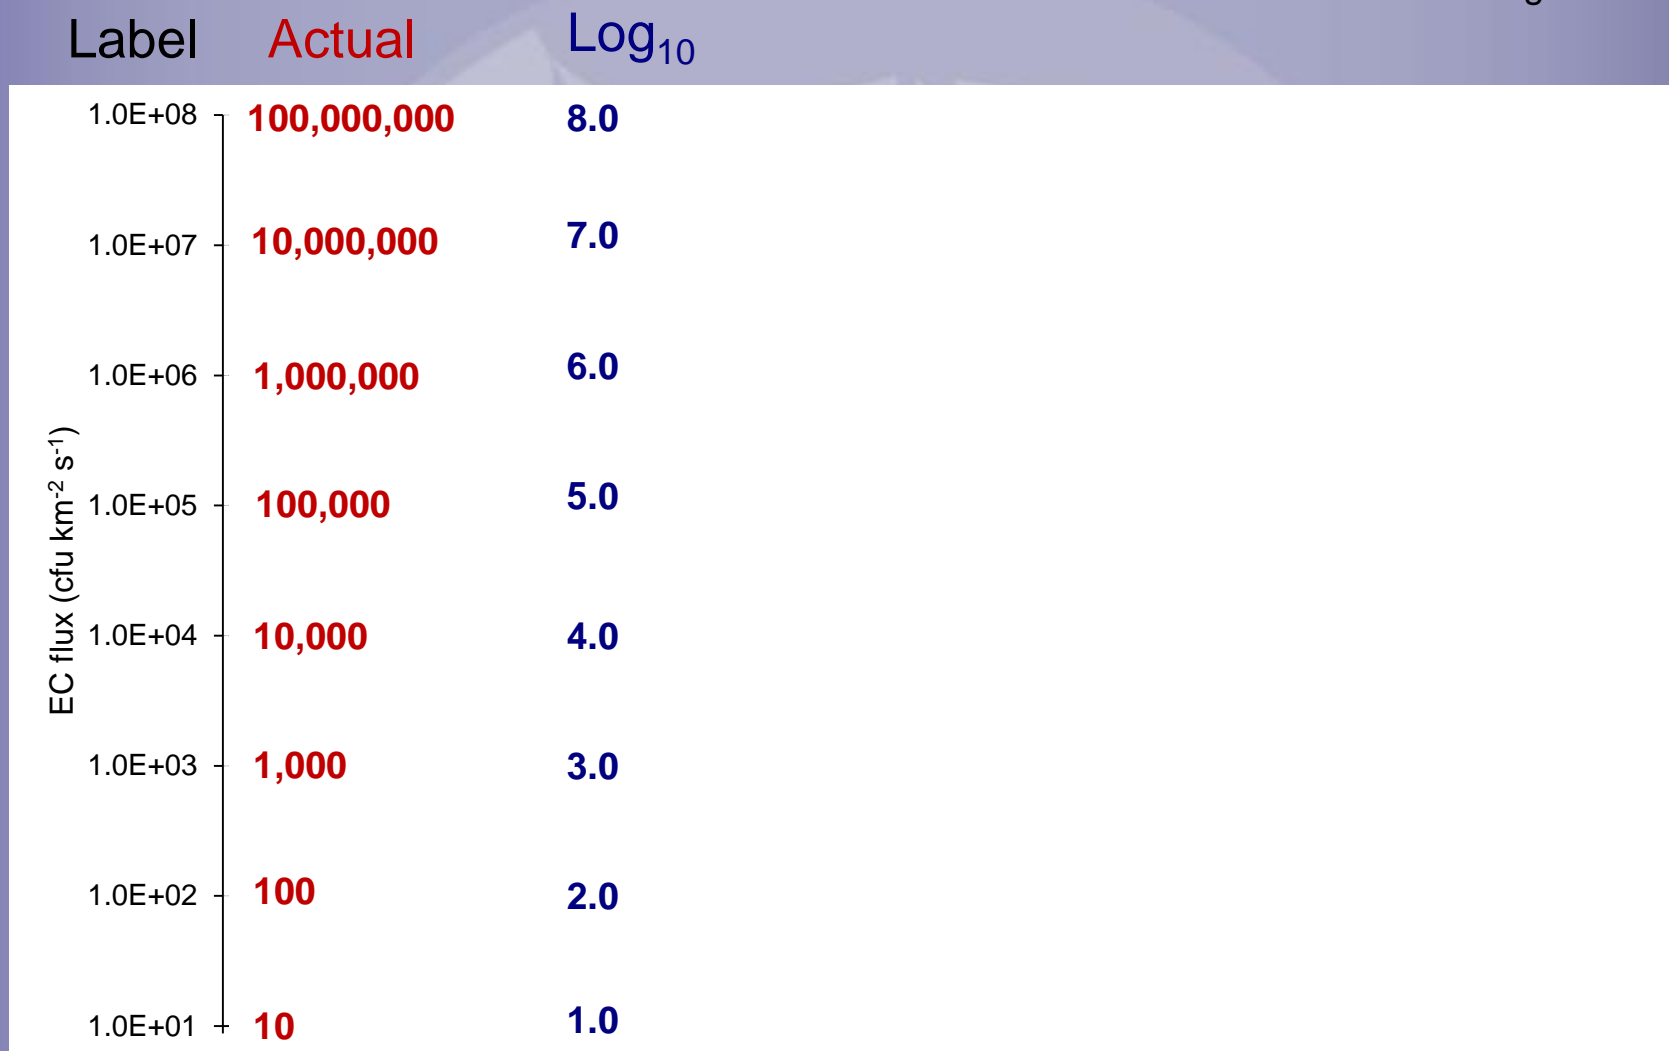 Label Actual Log10
1.0E+08 100,000,000 8.0
1.0E+07 10,000,000 7.0
1.0E+06 1,000,000 6.0
EC flux (cfu km-2 s-1)
1.0E+05 100,000 5.0
1.0E+04 10,000 4.0
1.0E+03 1,000 3.0
1.0E+02 100 2.0
1.0E+01 10 1.0